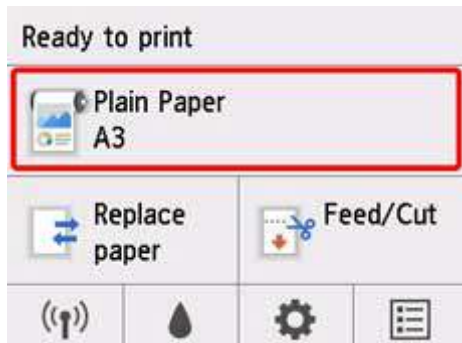 Ready to print
Plain Paper
A3
Replace
paper
Feed/Cut